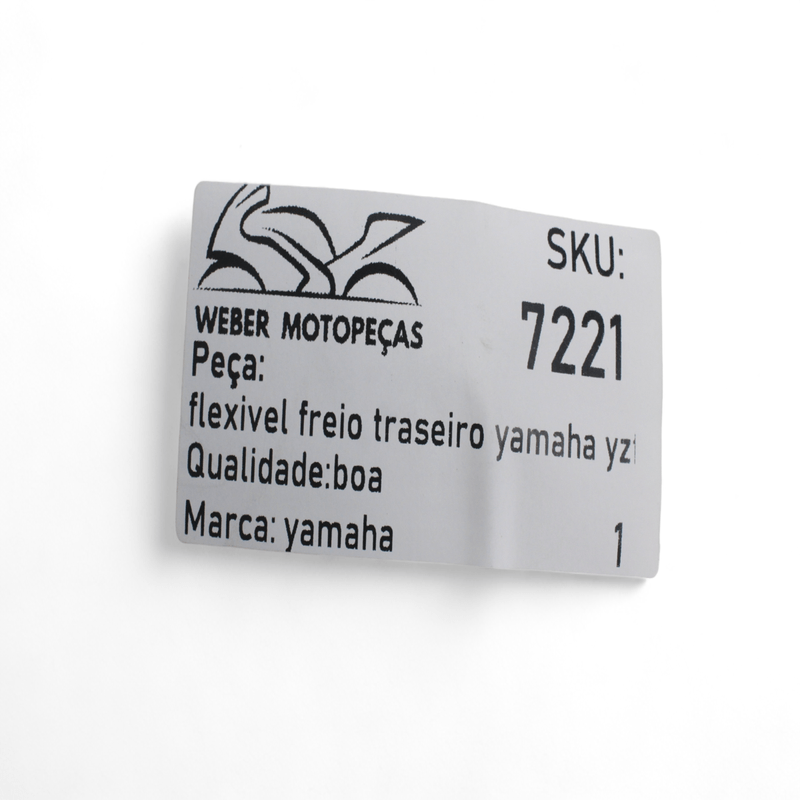 SKU:
7221
WEBER MOTOPEÇAS
Peça:
flexivel freio traseiro yamaha
Qualidade:boa
Marca: yamaha
1